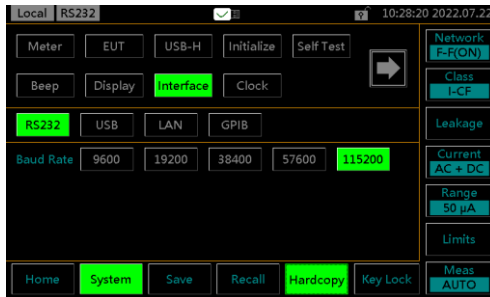 Local RS232 10:28:20 2022.07.22
Meter EUT USB-H Initialize Self Test
Beep Display Interface Clock
RS232 USB LAN GPIB
Baud Rate 9600 19200 38400 57600 115200
Home System Save Recall Hardcopy Key Lock
Network
F-F(ON)
Class
I-CF
Leakage
Current
AC + DC
Range
50 μA
Limits
Meas
AUTO